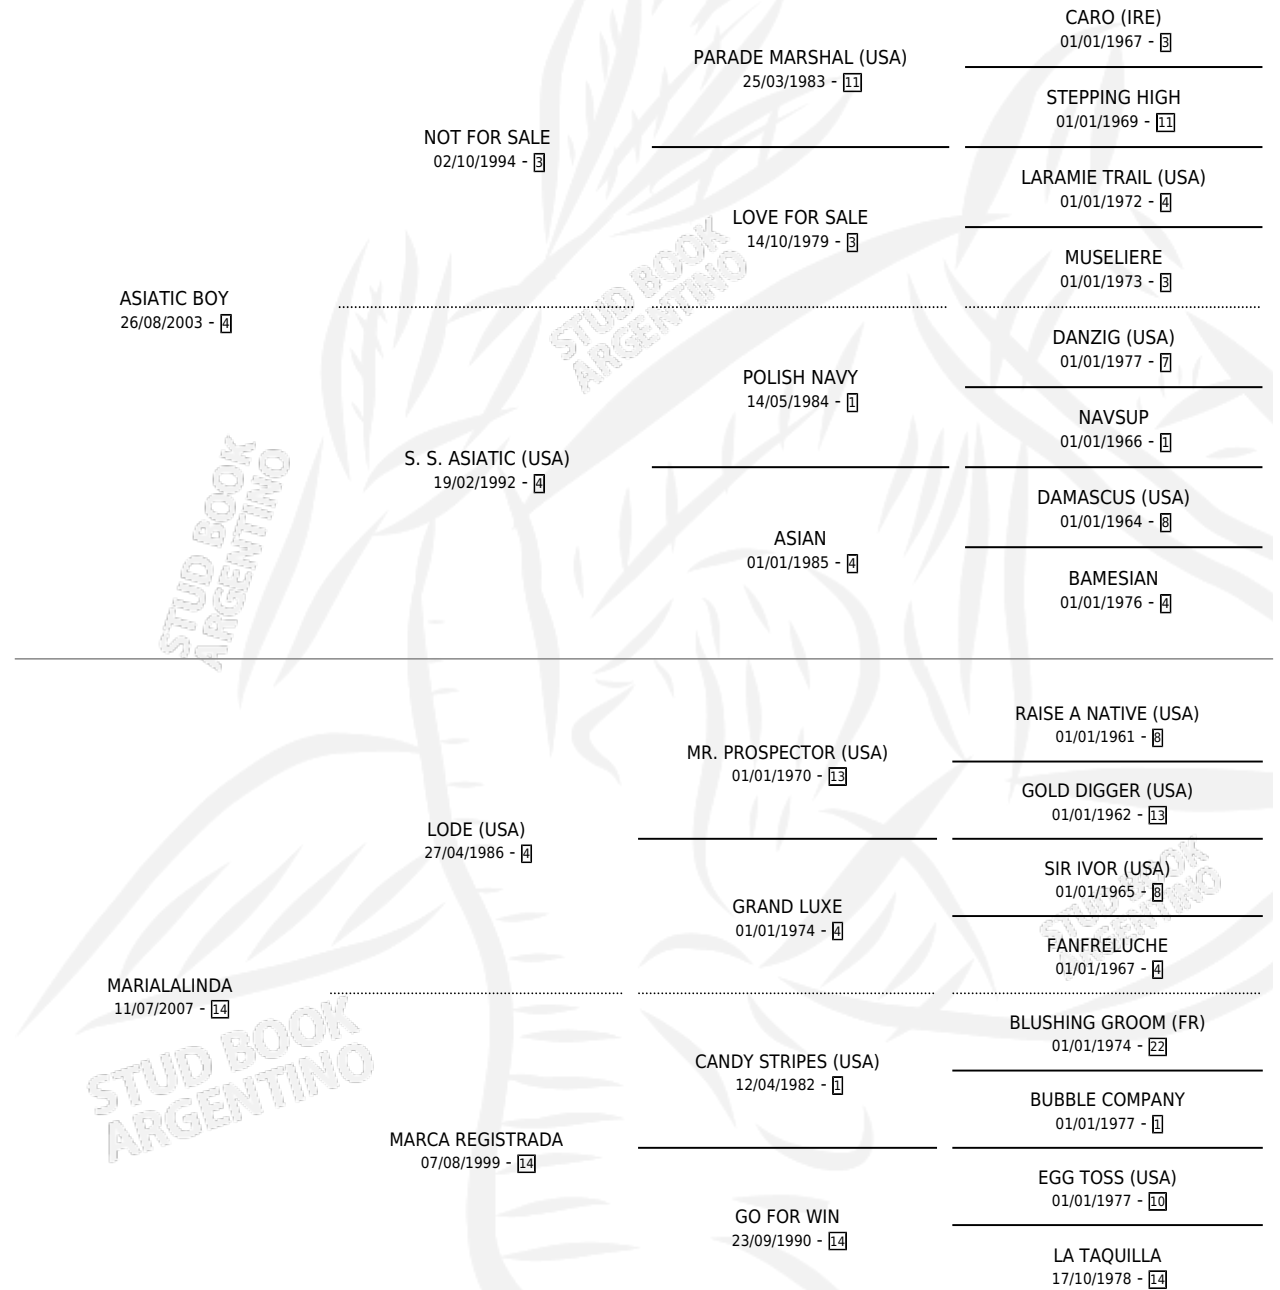 CARO (IRE)
01/01/1967 - 3
PARADE MARSHAL (USA)
25/03/1983 - 11
STEPPING HIGH
01/01/1969 - 11
NOT FOR SALE
02/10/1994 - 3
LARAMIE TRAIL (USA)
01/01/1972 - 4
LOVE FOR SALE
14/10/1979 - 3
MUSELIERE
01/01/1973 - 3
ASIATIC BOY
26/08/2003 - 4
STUD BOOK
ARGENTINO
DANZIG (USA)
01/01/1977 - 7
POLISH NAVY
14/05/1984 - 1
NAVSUP
01/01/1966 - 1
S. S. ASIATIC (USA)
19/02/1992 - 4
DAMASCUS (USA)
01/01/1964 - 8
ASIAN
01/01/1985 - 4
BAMESIAN
01/01/1976 - 4
STUD BOOK
ARGENTINO
RAISE A NATIVE (USA)
01/01/1961 - 8
MR. PROSPECTOR (USA)
01/01/1970 - 13
GOLD DIGGER (USA)
01/01/1962 - 13
LODE (USA)
27/04/1986 - 4
SIR IVOR (USA)
01/01/1965 - 8
GRAND LUXE
01/01/1974 - 4
STUD BOOK
ARGENTINO
FANFRELUCHE
01/01/1967 - 4
MARIALALINDA
11/07/2007 - 14
BLUSHING GROOM (FR)
01/01/1974 - 22
STUD BOOK
ARGENTINO
CANDY STRIPES (USA)
12/04/1982 - 1
BUBBLE COMPANY
01/01/1977 - 1
MARCA REGISTRADA
07/08/1999 - 14
EGG TOSS (USA)
01/01/1977 - 10
GO FOR WIN
23/09/1990 - 14
LA TAQUILLA
17/10/1978 - 14